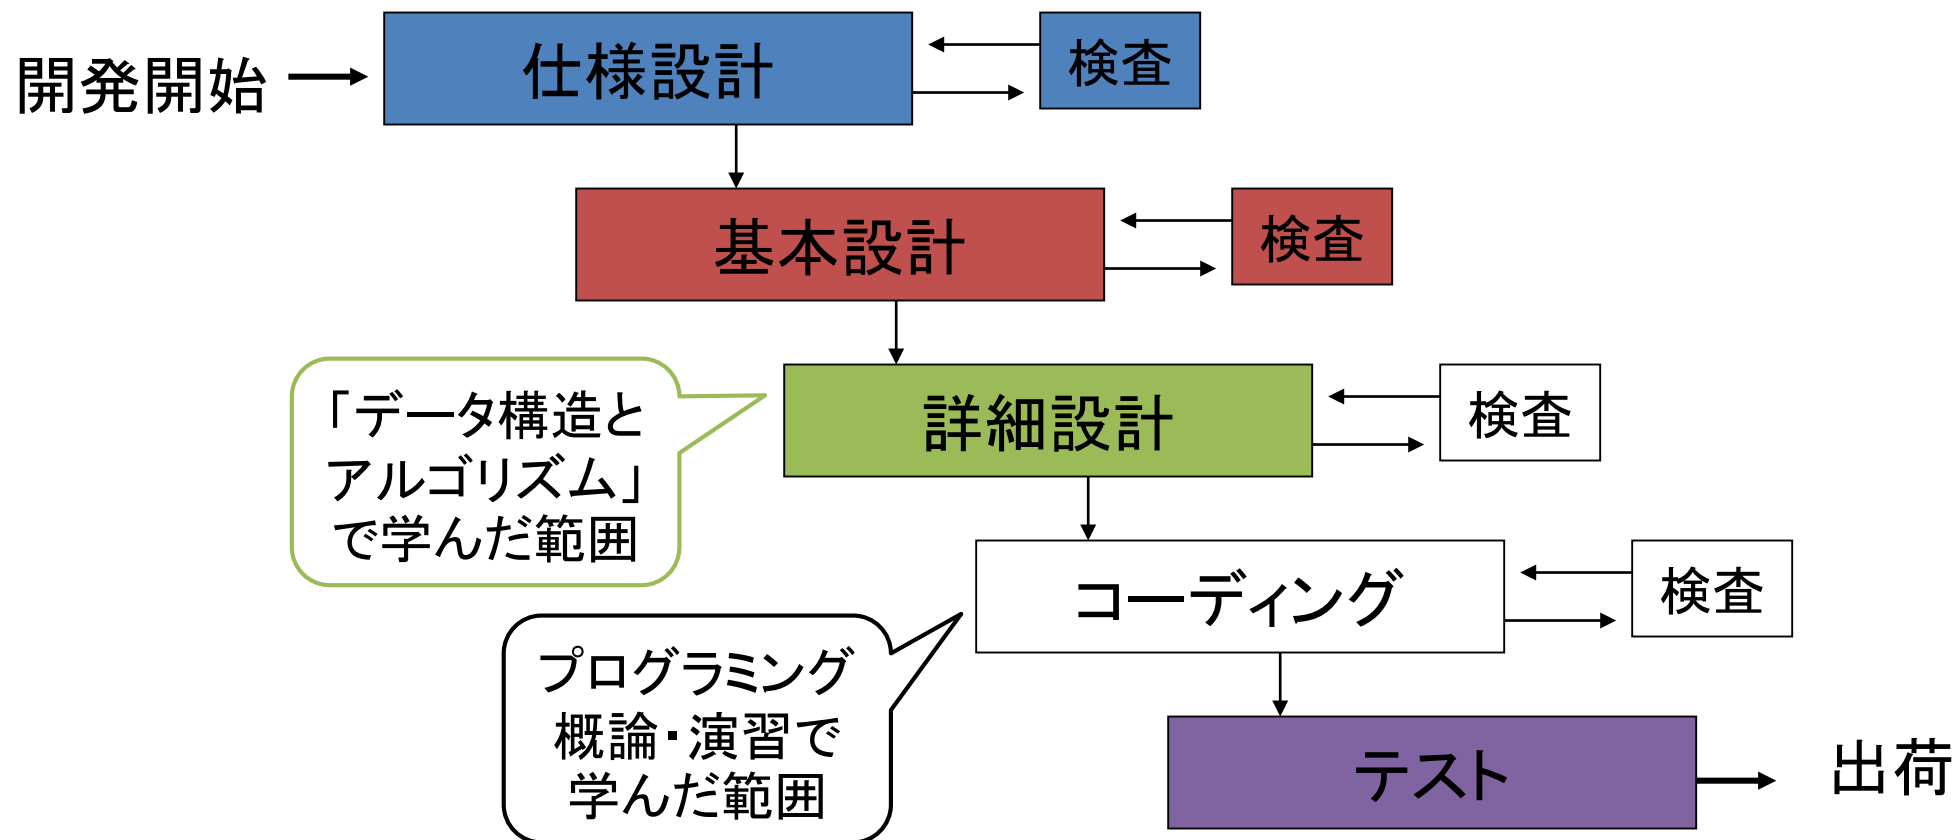 開発開始
仕様設計
検査
基本設計
検査
「データ構造と
アルゴリズム」
で学んだ範囲
詳細設計
検査
コーディング
検査
プログラミング
概論・演習で
学んだ範囲
テスト
出荷